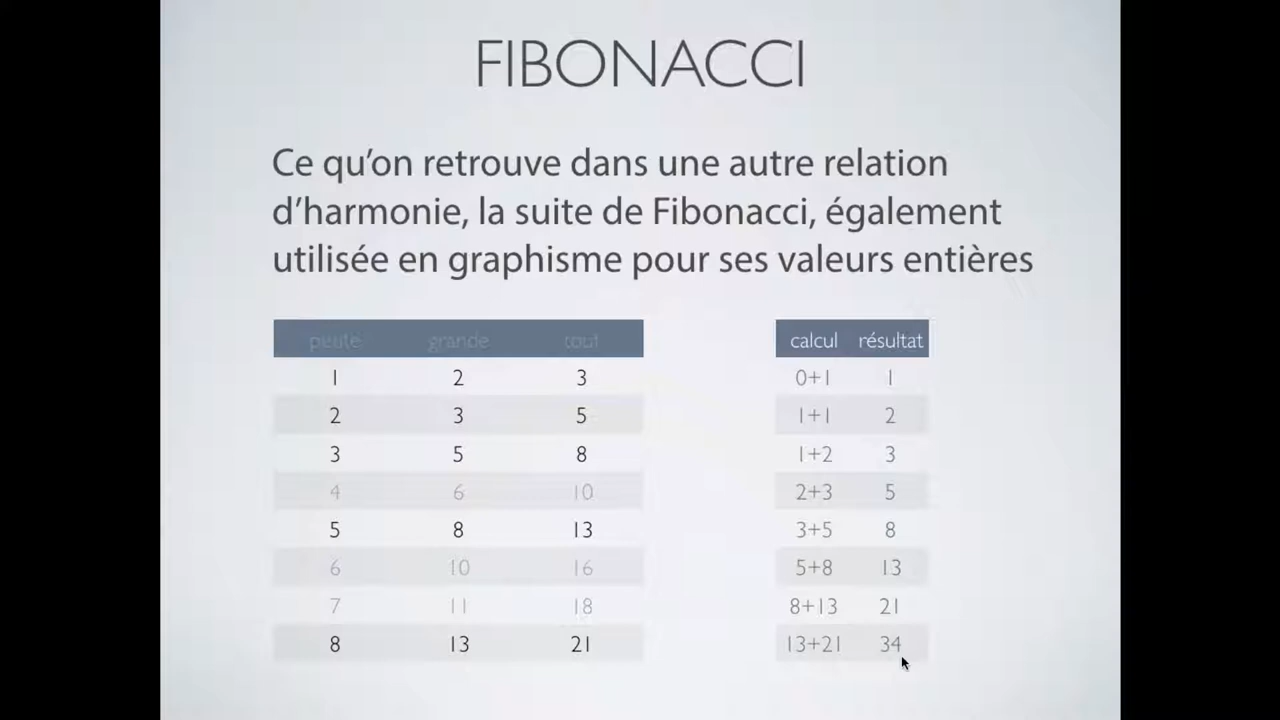 FIBONACCI
Ce qu’on retrouve dans une autre relation
d’harmonie, la suite de Fibonacci, également
utilisée en graphisme pour ses valeurs entières
petite grande tout
1 2 3
2 3 5
3 5 8
4 6 10
5 8 13
6 10 16
7 11 18
8 13 21
calcul résultat
0+1 1
1+1 2
1+2 3
2+3 5
3+5 8
5+8 13
8+13 21
13+21 34